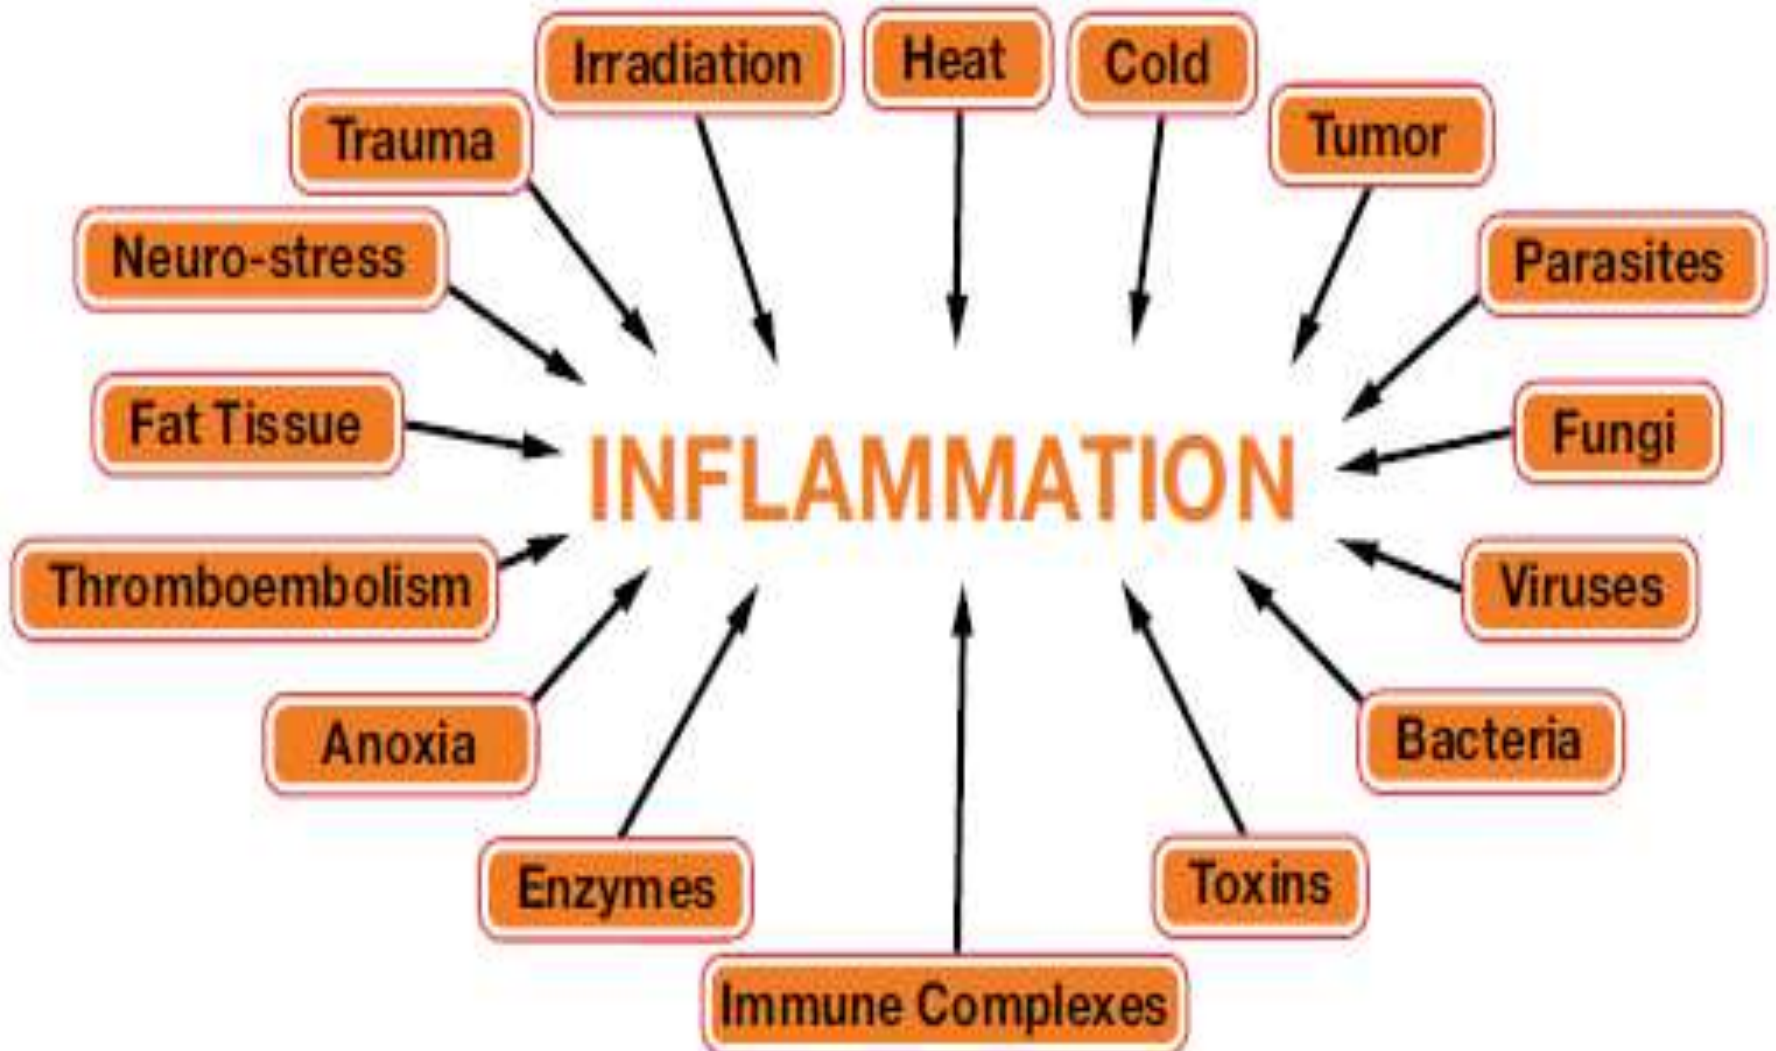 Irradiation
Heat
Cold
Trauma
Tumor
Neuro-stress
Parasites
Fat Tissue
Fungi
INFLAMMATION
Thromboembolism
Viruses
Anoxia
Bacteria
Enzymes
Toxins
Immune Complexes